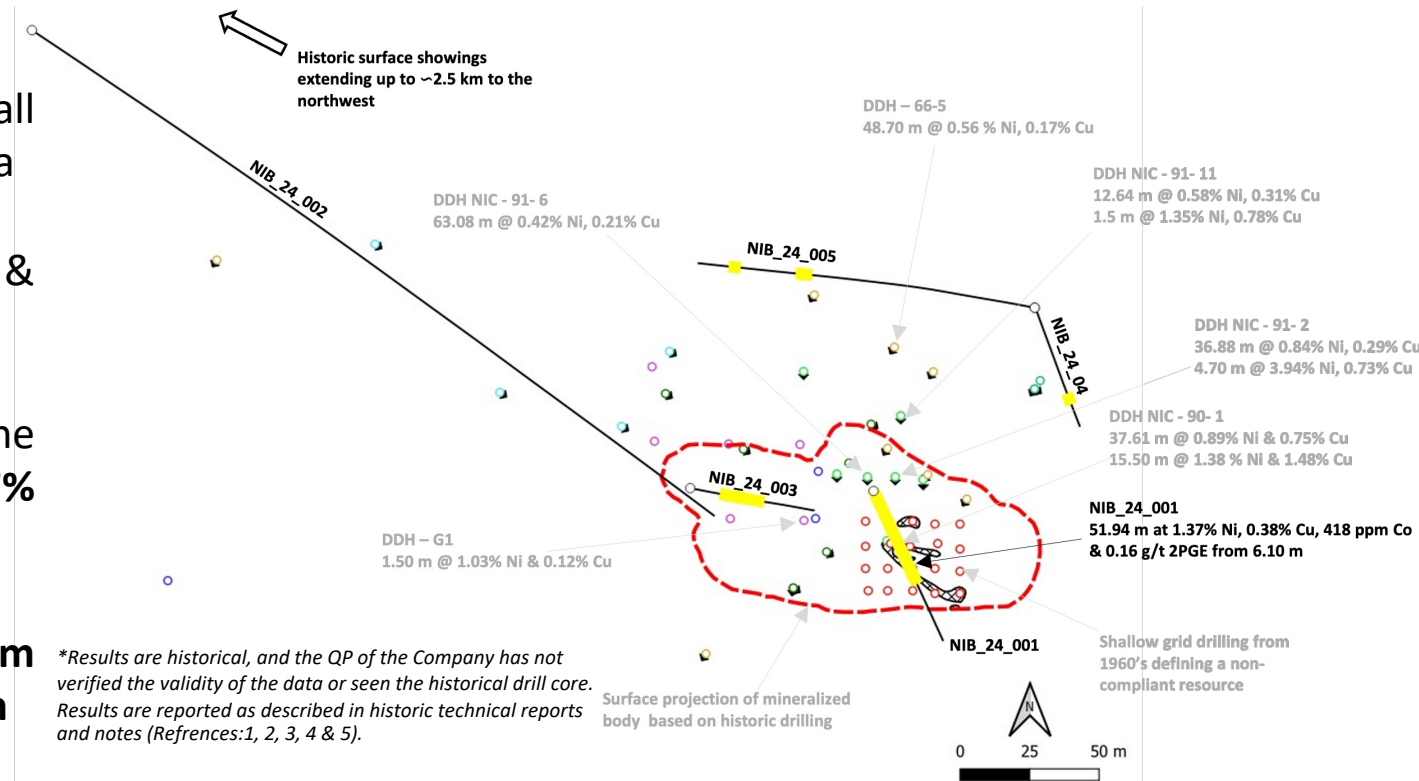 all
a
&
ne
%
m
Historic surface showings
extending up to ~2.5 km to the
northwest
NIB_24_002
DDH – 66-5
48.70 m @ 0.56 % Ni, 0.17% Cu
DDH NIC - 91- 11
12.64 m @ 0.58% Ni, 0.31% Cu
1.5 m @ 1.35% Ni, 0.78% Cu
DDH NIC - 91- 6
63.08 m @ 0.42% Ni, 0.21% Cu
NIB_24_005
NIB_24_04
DDH NIC - 91- 2
36.88 m @ 0.84% Ni, 0.29% Cu
4.70 m @ 3.94% Ni, 0.73% Cu
DDH NIC - 90- 1
37.61 m @ 0.89% Ni & 0.75% Cu
15.50 m @ 1.38 % Ni & 1.48% Cu
NIB_24_003
NIB_24_001
51.94 m at 1.37% Ni, 0.38% Cu, 418 ppm Co
& 0.16 g/t 2PGE from 6.10 m
DDH – G1
1.50 m @ 1.03% Ni & 0.12% Cu
NIB_24_001
Shallow grid drilling from
1960's defining a non-
compliant resource
Surface projection of mineralized
body based on historic drilling
*Results are historical, and the QP of the Company has not
verified the validity of the data or seen the historical drill core.
Results are reported as described in historic technical reports
and notes (Refrences:1, 2, 3, 4 & 5).
N
0 25 50 m